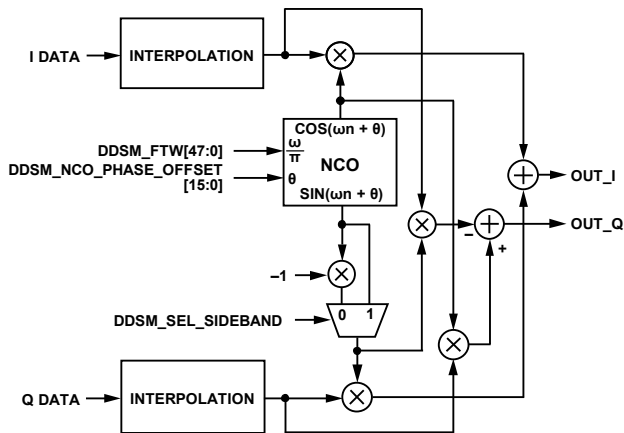 I DATA
INTERPOLATION
×
COS(ωn + θ)
DDSM_FTW[47:0]
ω
π
NCO
DDSM_NCO_PHASE_OFFSET
[15:0]
θ
SIN(ωn + θ)
+
OUT_I
×
–
+
OUT_Q
+
–1
×
0
1
DDSM_SEL_SIDEBAND
×
Q DATA
INTERPOLATION
×